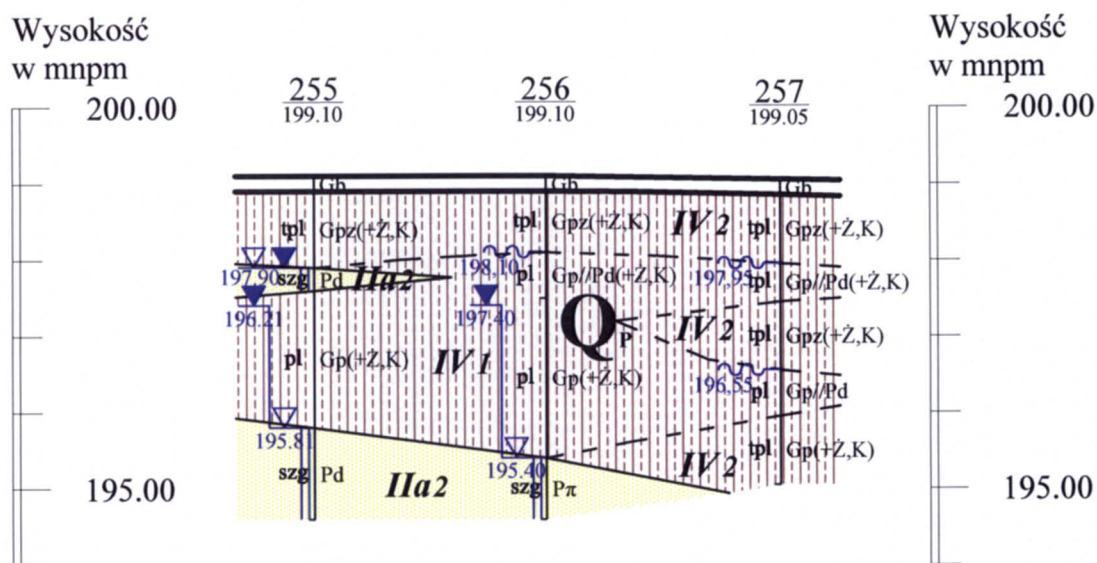 Wysokość
w mnpm
Wysokość
w mnpm
255
199.10
256
199.10
257
199.05
200.00
200.00
Gb
Gb
Gb
tpl Gpz(+Ż,K)
tpl Gpz(+Ż,K)
IV 2
tpl Gpz(+Ż,K)
197.90
szg Pd
IIa2
198,10
pl Gp//Pd(+Ż,K)
197,95
tpl Gp//Pd(+Ż,K)
196.21
197.40
Qp
IV 2
tpl Gpz(+Ż,K)
pl Gp(+Ż,K)
IV 1
pl Gp(+Ż,K)
196,55
pl Gp//Pd
195.81
195.40
IV 2
tpl Gp(+Ż,K)
szg Pd
IIa2
szg Pπ
195.00
195.00